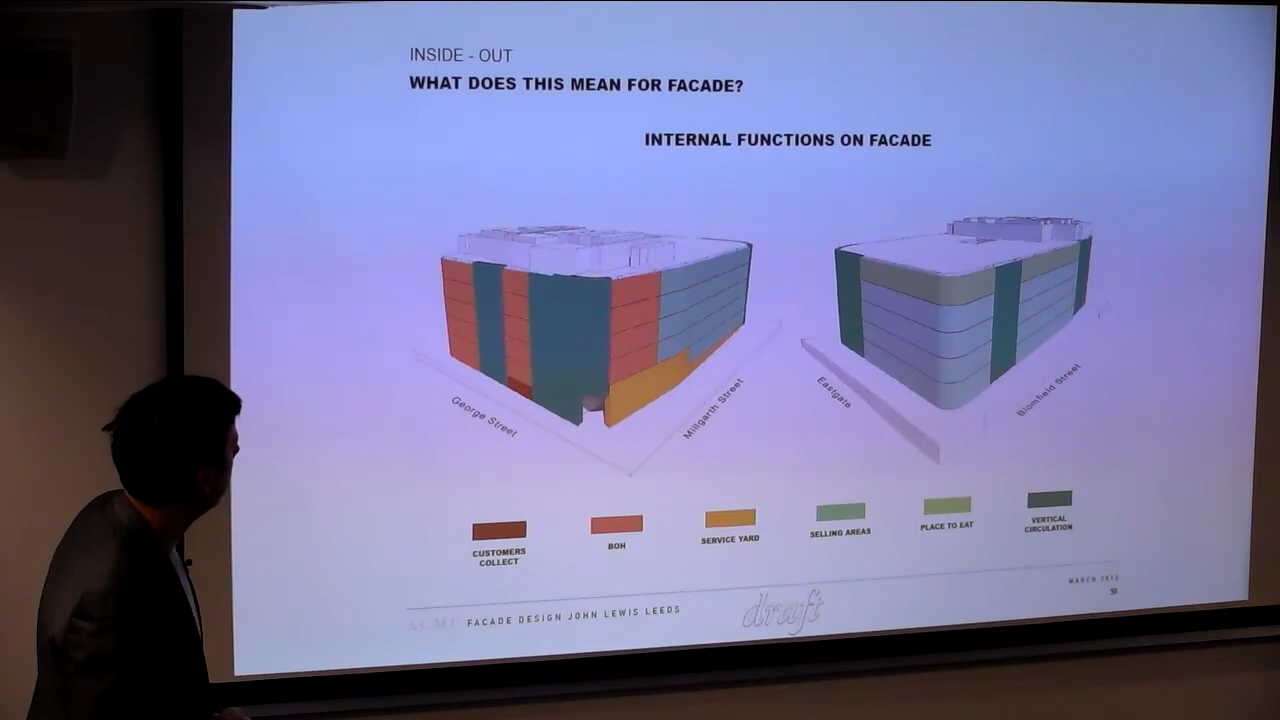 INSIDE - OUT
WHAT DOES THIS MEAN FOR FACADE?
INTERNAL FUNCTIONS ON FACADE
George Street
Millgarth Street
Eastgate
Blomfield Street
CUSTOMERS
COLLECT
BOH
SERVICE YARD
SELLING AREAS
PLACE TO EAT
VERTICAL
CIRCULATION
ACME FACADE DESIGN JOHN LEWIS LEEDS
draft
MARCH 2012
50